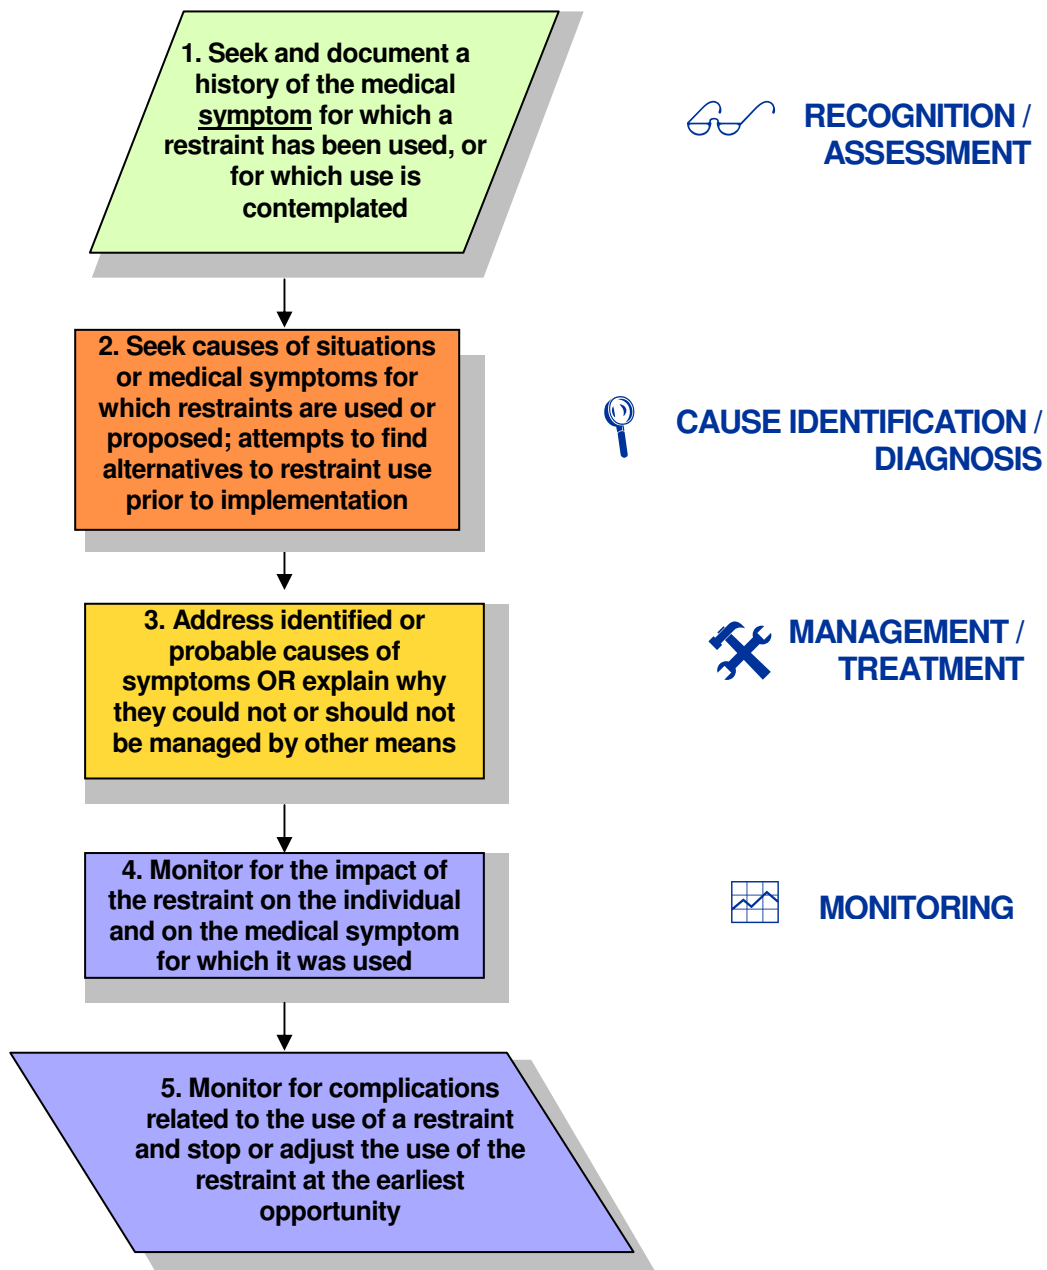 1. Seek and document a
history of the medical
symptom for which a
restraint has been used, or
for which use is
contemplated
RECOGNITION /
ASSESSMENT
2. Seek causes of situations
or medical symptoms for
which restraints are used or
proposed; attempts to find
alternatives to restraint use
prior to implementation
CAUSE IDENTIFICATION /
DIAGNOSIS
3. Address identified or
probable causes of
symptoms OR explain why
they could not or should not
be managed by other means
MANAGEMENT /
TREATMENT
4. Monitor for the impact of
the restraint on the individual
and on the medical symptom
for which it was used
MONITORING
5. Monitor for complications
related to the use of a restraint
and stop or adjust the use of the
restraint at the earliest
opportunity